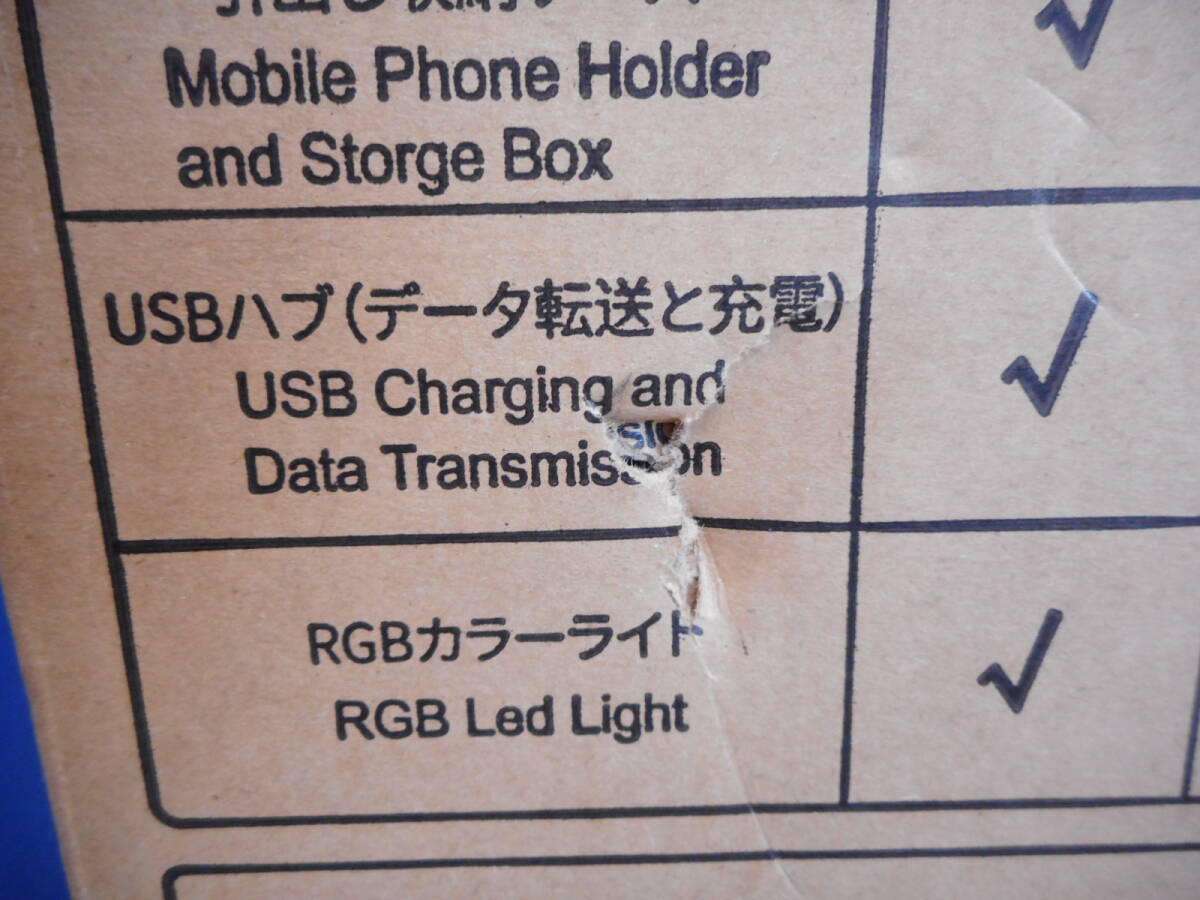 Mobile Phone Holder
and Storge Box
√
USBハブ(データ転送と充電)
USB Charging and
Data Transmission
√
RGBカラーライト
RGB Led Light
√